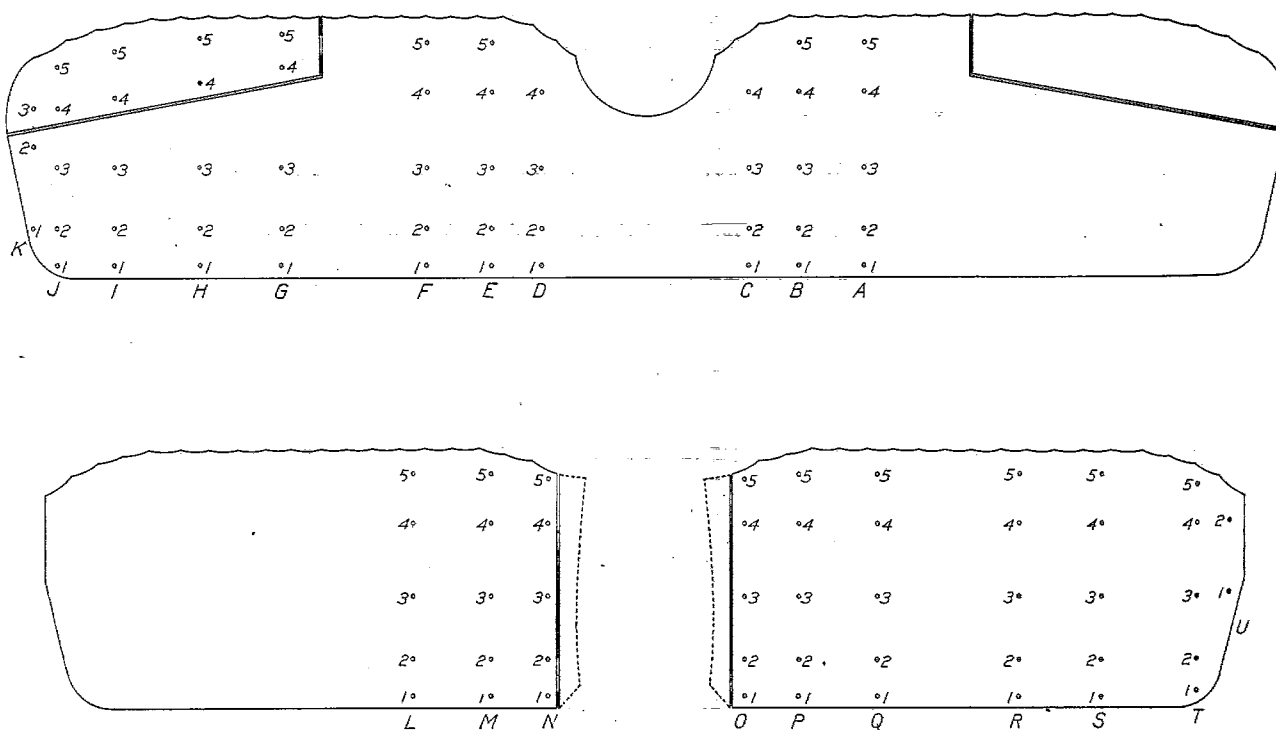 5 5 5 5 5 5 5 5
5 4
4 4 4 4 4 4 4 4
3 4
2
3 3 3 3 3 3 3 3 3 3
1 2 2 2 2 2 2 2 2 2 2
K
1 1 1 1 1 1 1 1 1 1
J I H G F E D C B A
5 5 5 5 5 5 5 5 5
4 4 4 4 4 4 4 4 4 2
3 3 3 3 3 3 3 3 3 1
U
2 2 2 2 2 2 2 2 2
1 1 1 1 1 1 1 1 1
L M N O P Q R S T